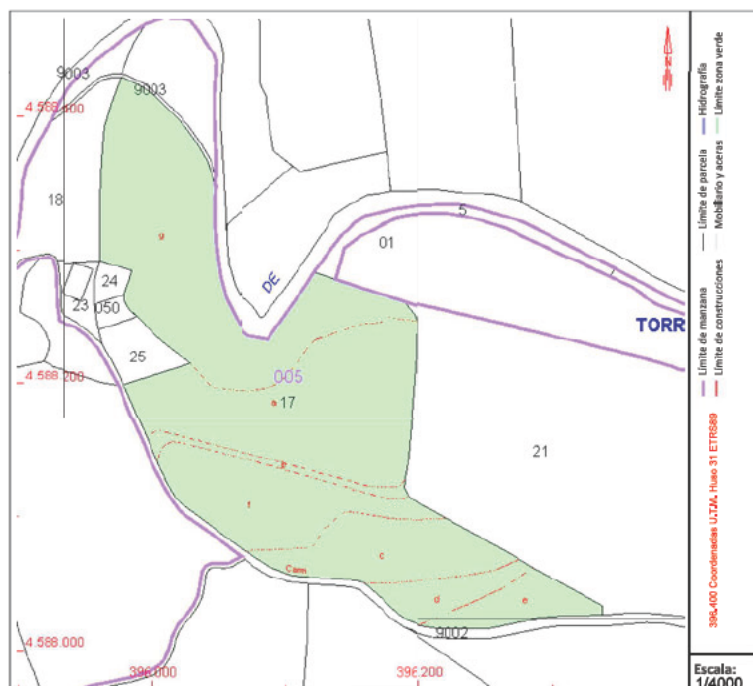 9003
9003
4.588.400
18
g
5
01
DE
24
23
050
TORR
25
4.588.200
005
a 17
21
b
f
c
Cam
d
e
9002
4.588.000
396.000
396.200
Límite de manzana
Límite de parcela
Hidrografía
Límite de construcciones
Mobiliario y aceras
Límite zona verde
396,400 Coordenadas U.T.M. Huso 31 ETRS89
Escala:
1/4000